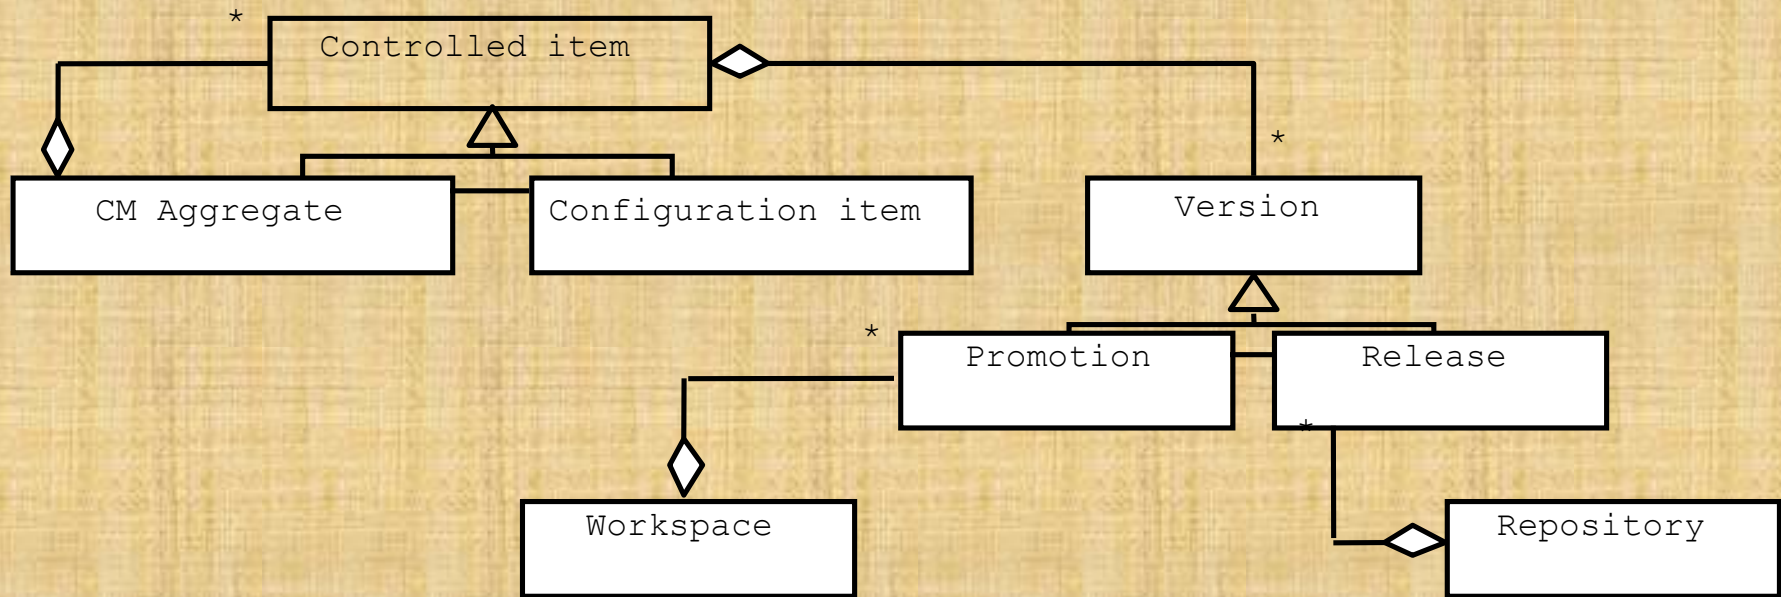 *
Controlled item
*
CM Aggregate
Configuration item
Version
*
Promotion
Release
*
Workspace
Repository